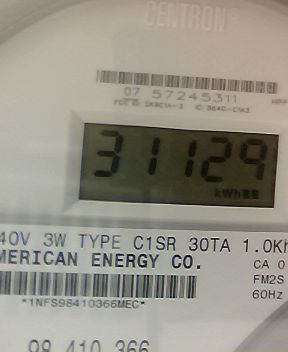 CENTRON®
07 57245311
31129
kWh
40V 3W TYPE C1SR 30TA 1.0Kh
MERICAN ENERGY CO.
CA 0
FM2S
60Hz
*1NFS98410366MEC*
98 410 366